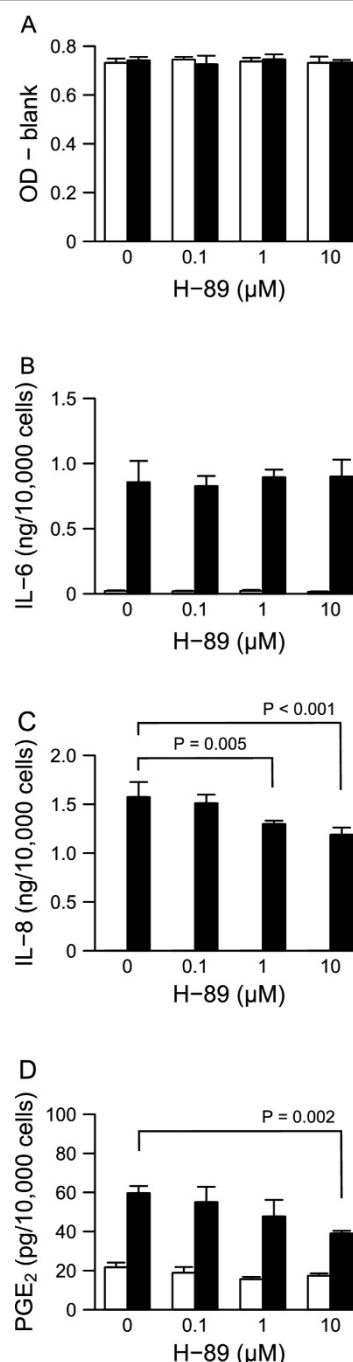 A
OD − blank
0.8
0.6
0.4
0.2
0
0 0.1 1 10
H−89 (µM)
B
IL−6 (ng/10,000 cells)
1.5
1.0
0.5
0
0 0.1 1 10
H−89 (µM)
C
P < 0.001
P = 0.005
IL−8 (ng/10,000 cells)
2.0
1.5
1.0
0.5
0
0 0.1 1 10
H−89 (µM)
D
P = 0.002
PGE₂ (pg/10,000 cells)
100
80
60
40
20
0
0 0.1 1 10
H−89 (µM)